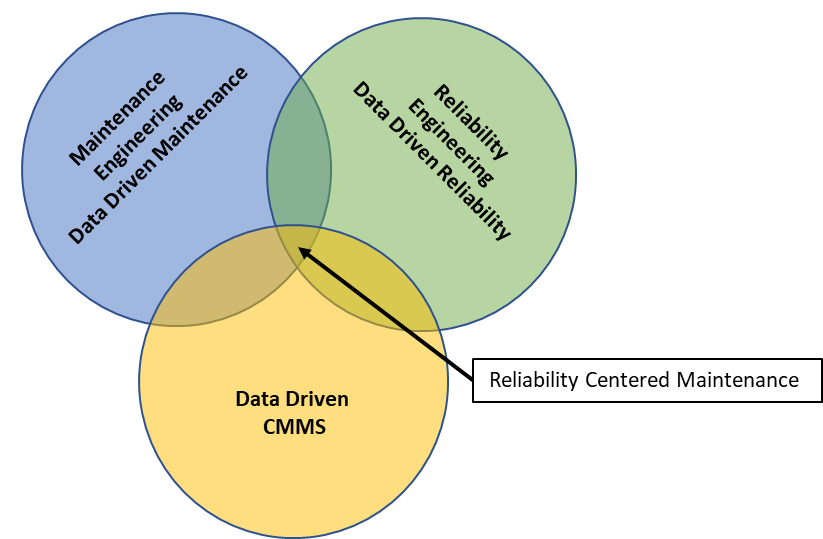 Maintenance
Engineering
Data Driven Maintenance
Reliability
Engineering
Data Driven Reliability
Data Driven
CMMS
Reliability Centered Maintenance